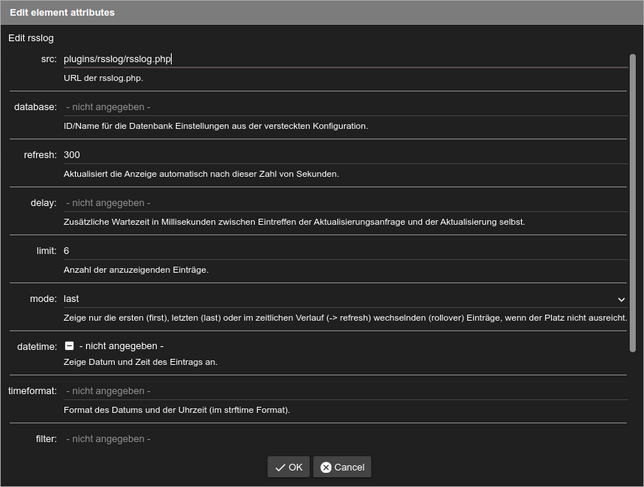 Edit element attributes
Edit rsslog
src: plugins/rsslog/rsslog.php
URL der rsslog.php.
database: - nicht angegeben -
ID/Name für die Datenbank Einstellungen aus der versteckten Konfiguration.
refresh: 300
Aktualisiert die Anzeige automatisch nach dieser Zahl von Sekunden.
delay: - nicht angegeben -
Zusätzliche Wartezeit in Millisekunden zwischen Eintreffen der Aktualisierungsanfrage und der Aktualisierung selbst.
limit: 6
Anzahl der anzuzeigenden Einträge.
mode: last
Zeige nur die ersten (first), letzten (last) oder im zeitlichen Verlauf (-> refresh) wechselnden (rollover) Einträge, wenn der Platz nicht ausreicht.
datetime: - nicht angegeben -
Zeige Datum und Zeit des Eintrags an.
timeformat: - nicht angegeben -
Format des Datums und der Uhrzeit (im strftime Format).
filter: - nicht angegeben -
OK Cancel